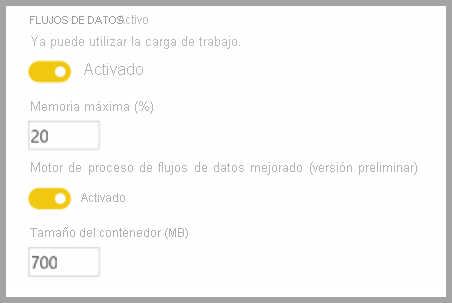 FLUJOS DE DATOS Activo
Ya puede utilizar la carga de trabajo.
Activado
Memoria máxima (%)
20
Motor de proceso de flujos de datos mejorado (versión preliminar)
Activado
Tamaño del contenedor (MB)
700